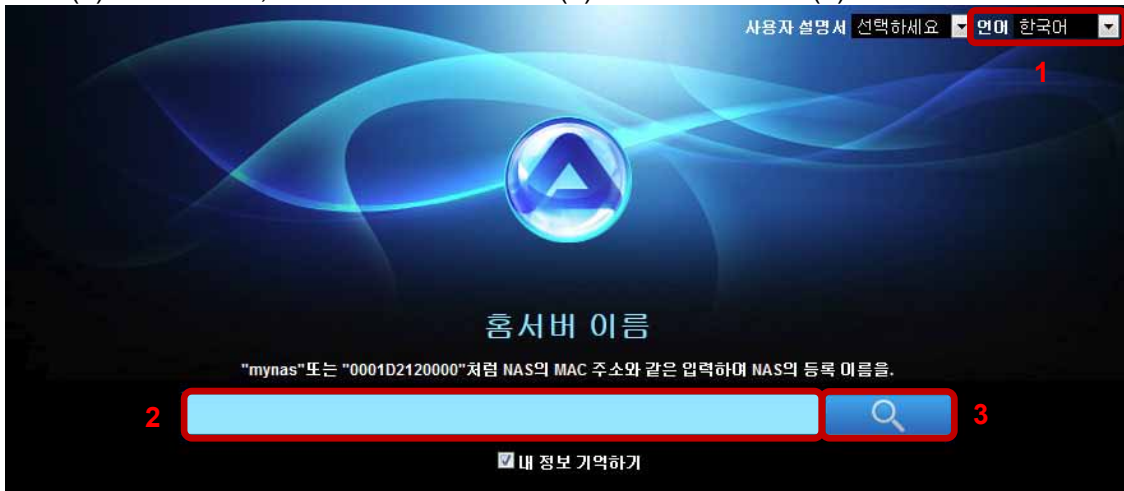 사용자 설명서 선택하세요 언어 한국어
1
홈서버 이름
"mynas"또는 "0001D2120000"처럼 NAS의 MAC 주소와 같은 입력하며 NAS의 등록 이름을.
2
3
내 정보 기억하기